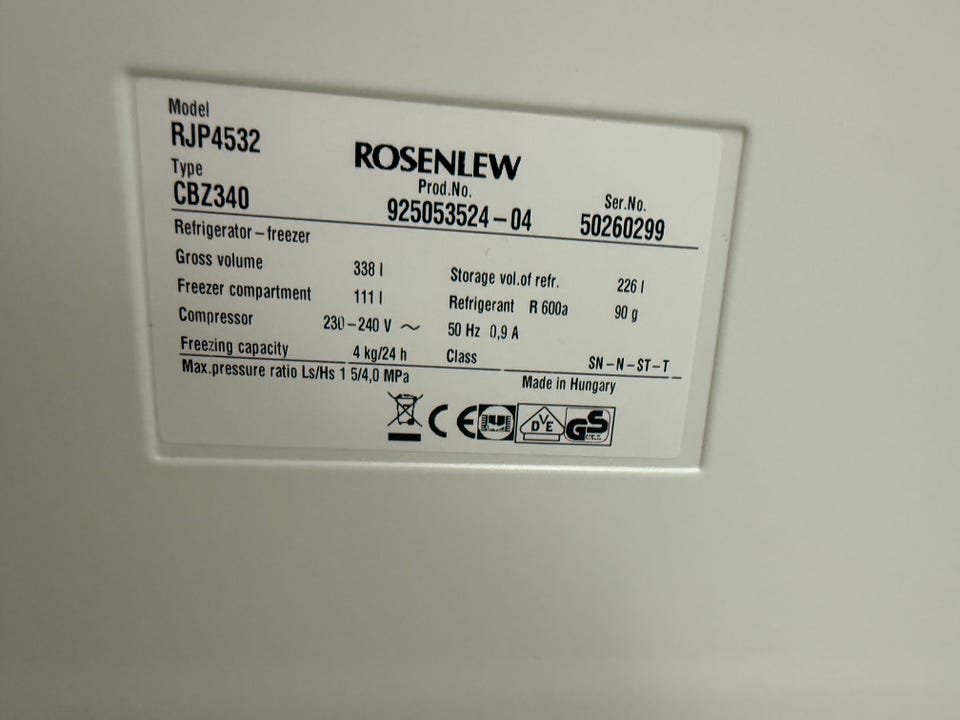 Model
RJP4532
ROSENLEW
Type
CBZ340
Prod.No.
925053524-04
Ser.No.
50260299
Refrigerator-freezer
Gross volume 338 l
Storage vol.of refr. 226 l
Freezer compartment 111 l
Refrigerant R 600a 90 g
Compressor 230-240 V ~ 50 Hz 0,9 A
Freezing capacity 4 kg/24 h
Class SN-N-ST-T
Max.pressure ratio Ls/Hs 1 5/4,0 MPa
Made in Hungary
CE
DVE
GS